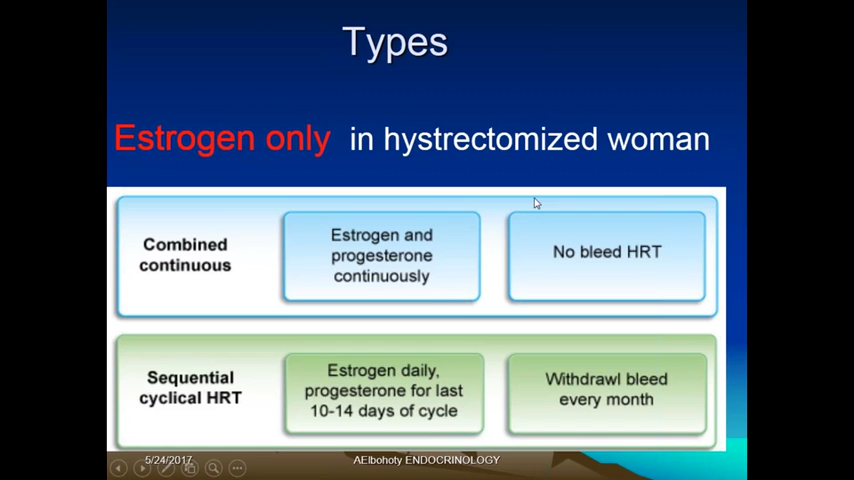 Types
Estrogen only in hystrectomized woman
Combined
continuous
Estrogen and
progesterone
continuously
No bleed HRT
Sequential
cyclical HRT
Estrogen daily,
progesterone for last
10-14 days of cycle
Withdrawl bleed
every month
5/24/2017
AElbohoty ENDOCRINOLOGY